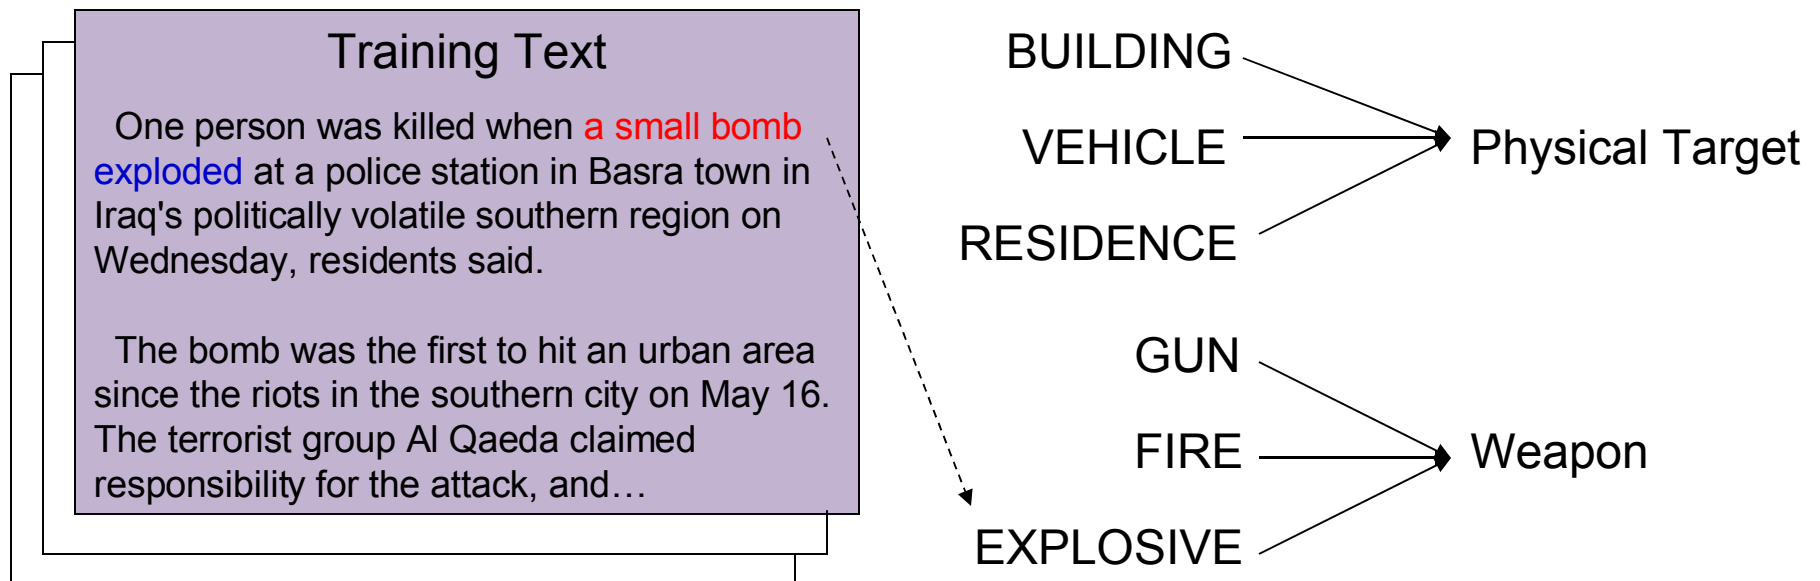 Training Text
One person was killed when a small bomb
exploded at a police station in Basra town in
Iraq's politically volatile southern region on
Wednesday, residents said.
The bomb was the first to hit an urban area
since the riots in the southern city on May 16.
The terrorist group Al Qaeda claimed
responsibility for the attack, and…
BUILDING
VEHICLE
RESIDENCE
Physical Target
GUN
FIRE
EXPLOSIVE
Weapon